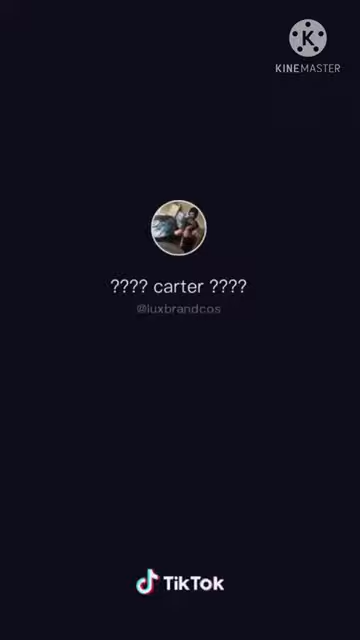 K
KINEMASTER
???? carter ????
@luxbrandcos
TikTok